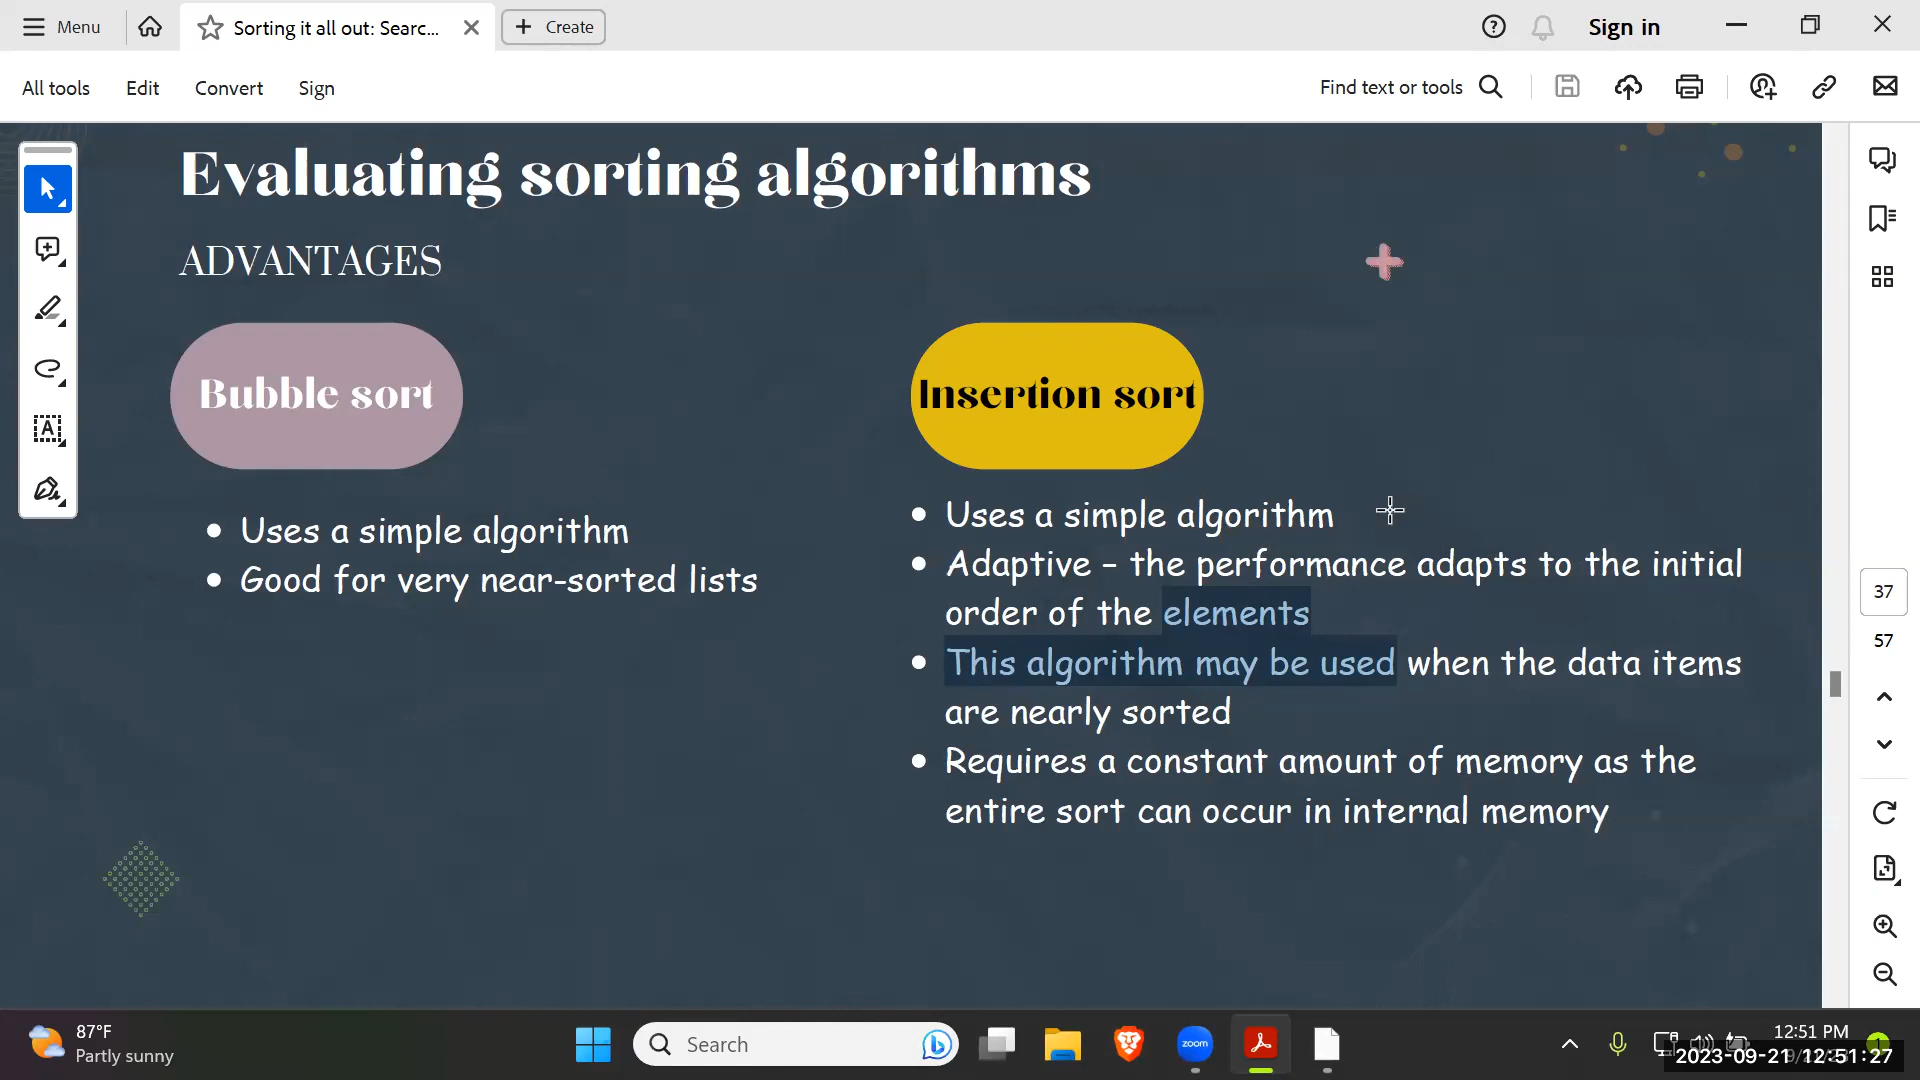 Menu
Sorting it all out: Searc...
Create
Sign in
All tools
Edit
Convert
Sign
Find text or tools
Evaluating sorting algorithms
ADVANTAGES
Bubble sort
• Uses a simple algorithm
• Good for very near-sorted lists
Insertion sort
• Uses a simple algorithm
• Adaptive – the performance adapts to the initial
order of the elements
• This algorithm may be used when the data items
are nearly sorted
• Requires a constant amount of memory as the
entire sort can occur in internal memory
37
57
87°F
Partly sunny
Search
zoom
12:51 PM
2023-09-21 12:51:27